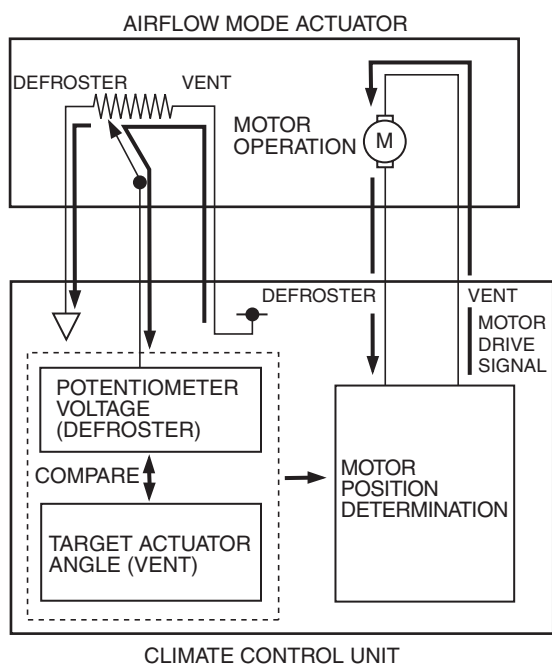 AIRFLOW MODE ACTUATOR
DEFROSTER
VENT
MOTOR
OPERATION
M
DEFROSTER
VENT
MOTOR
DRIVE
SIGNAL
POTENTIOMETER
VOLTAGE
(DEFROSTER)
COMPARE
TARGET ACTUATOR
ANGLE (VENT)
MOTOR
POSITION
DETERMINATION
CLIMATE CONTROL UNIT